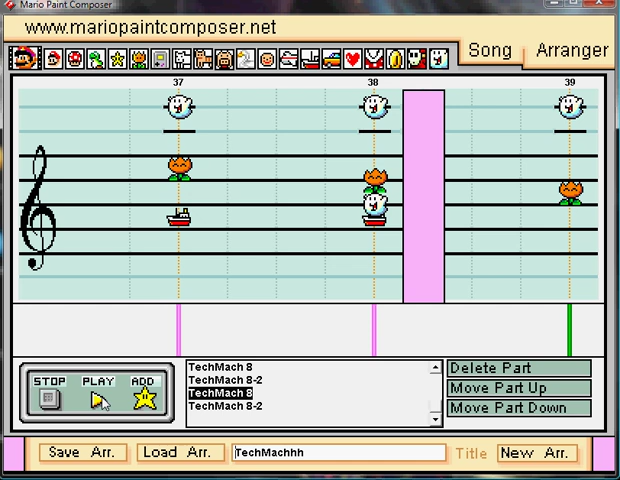 Mario Paint Composer
www.mariopaintcomposer.net
Song
Arranger
37 38 39
STOP PLAY ADD
TechMach 8
TechMach 8-2
TechMach 8
TechMach 8-2
Delete Part
Move Part Up
Move Part Down
Save Arr.
Load Arr.
TechMachhh
Title
New Arr.